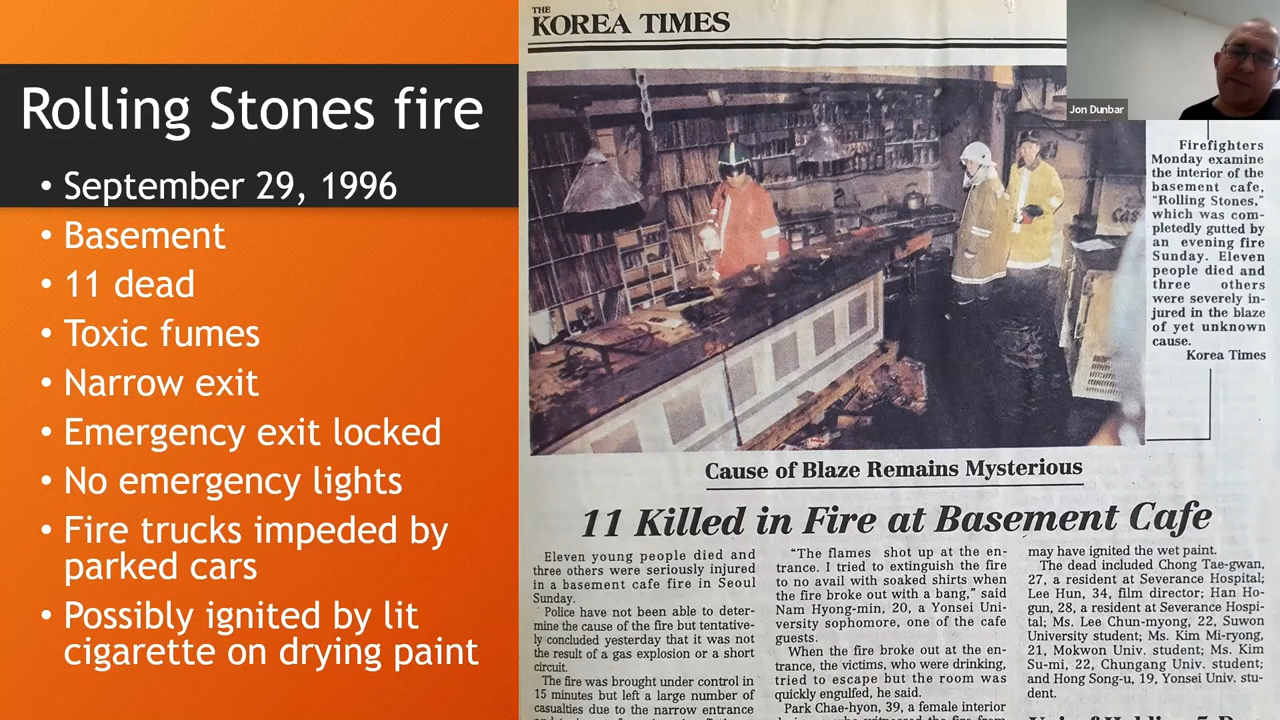 Rolling Stones fire
• September 29, 1996
• Basement
• 11 dead
• Toxic fumes
• Narrow exit
• Emergency exit locked
• No emergency lights
• Fire trucks impeded by
parked cars
• Possibly ignited by lit
cigarette on drying paint
THE
KOREA TIMES
Jon Dunbar
Firefighters
Monday examine
the interior of the
basement cafe,
"Rolling Stones,"
which was com-
pletedly gutted by
an evening fire
Sunday. Eleven
people died and
three others
were severely in-
jured in the blaze
of yet unknown
cause.
Korea Times
Cause of Blaze Remains Mysterious
11 Killed in Fire at Basement Cafe
Eleven young people died and
three others were seriously injured
in a basement cafe fire in Seoul
Sunday.
Police have not been able to deter-
mine the cause of the fire but tentative-
ly concluded yesterday that it was not
the result of a gas explosion or a short
circuit.
The fire was brought under control in
15 minutes but left a large number of
casualties due to the narrow entrance
"The flames shot up at the en-
trance. I tried to extinguish the fire
to no avail with soaked shirts when
the fire broke out with a bang," said
Nam Hyong-min, 20, a Yonsei Uni-
versity sophomore, one of the cafe
guests.
When the fire broke out at the en-
trance, the victims, who were drinking,
tried to escape but the room was
quickly engulfed, he said.
Park Chae-hyon, 39, a female interior
may have ignited the wet paint.
The dead included Chong Tae-gwan,
27, a resident at Severance Hospital;
Lee Hun, 34, film director; Han Ho-
gun, 28, a resident at Severance Hospi-
tal; Ms. Lee Chun-myong, 22, Suwon
University student; Ms. Kim Mi-ryong,
21, Mokwon Univ. student; Ms. Kim
Su-mi, 22, Chungang Univ. student;
and Hong Song-u, 19, Yonsei Univ. stu-
dent.